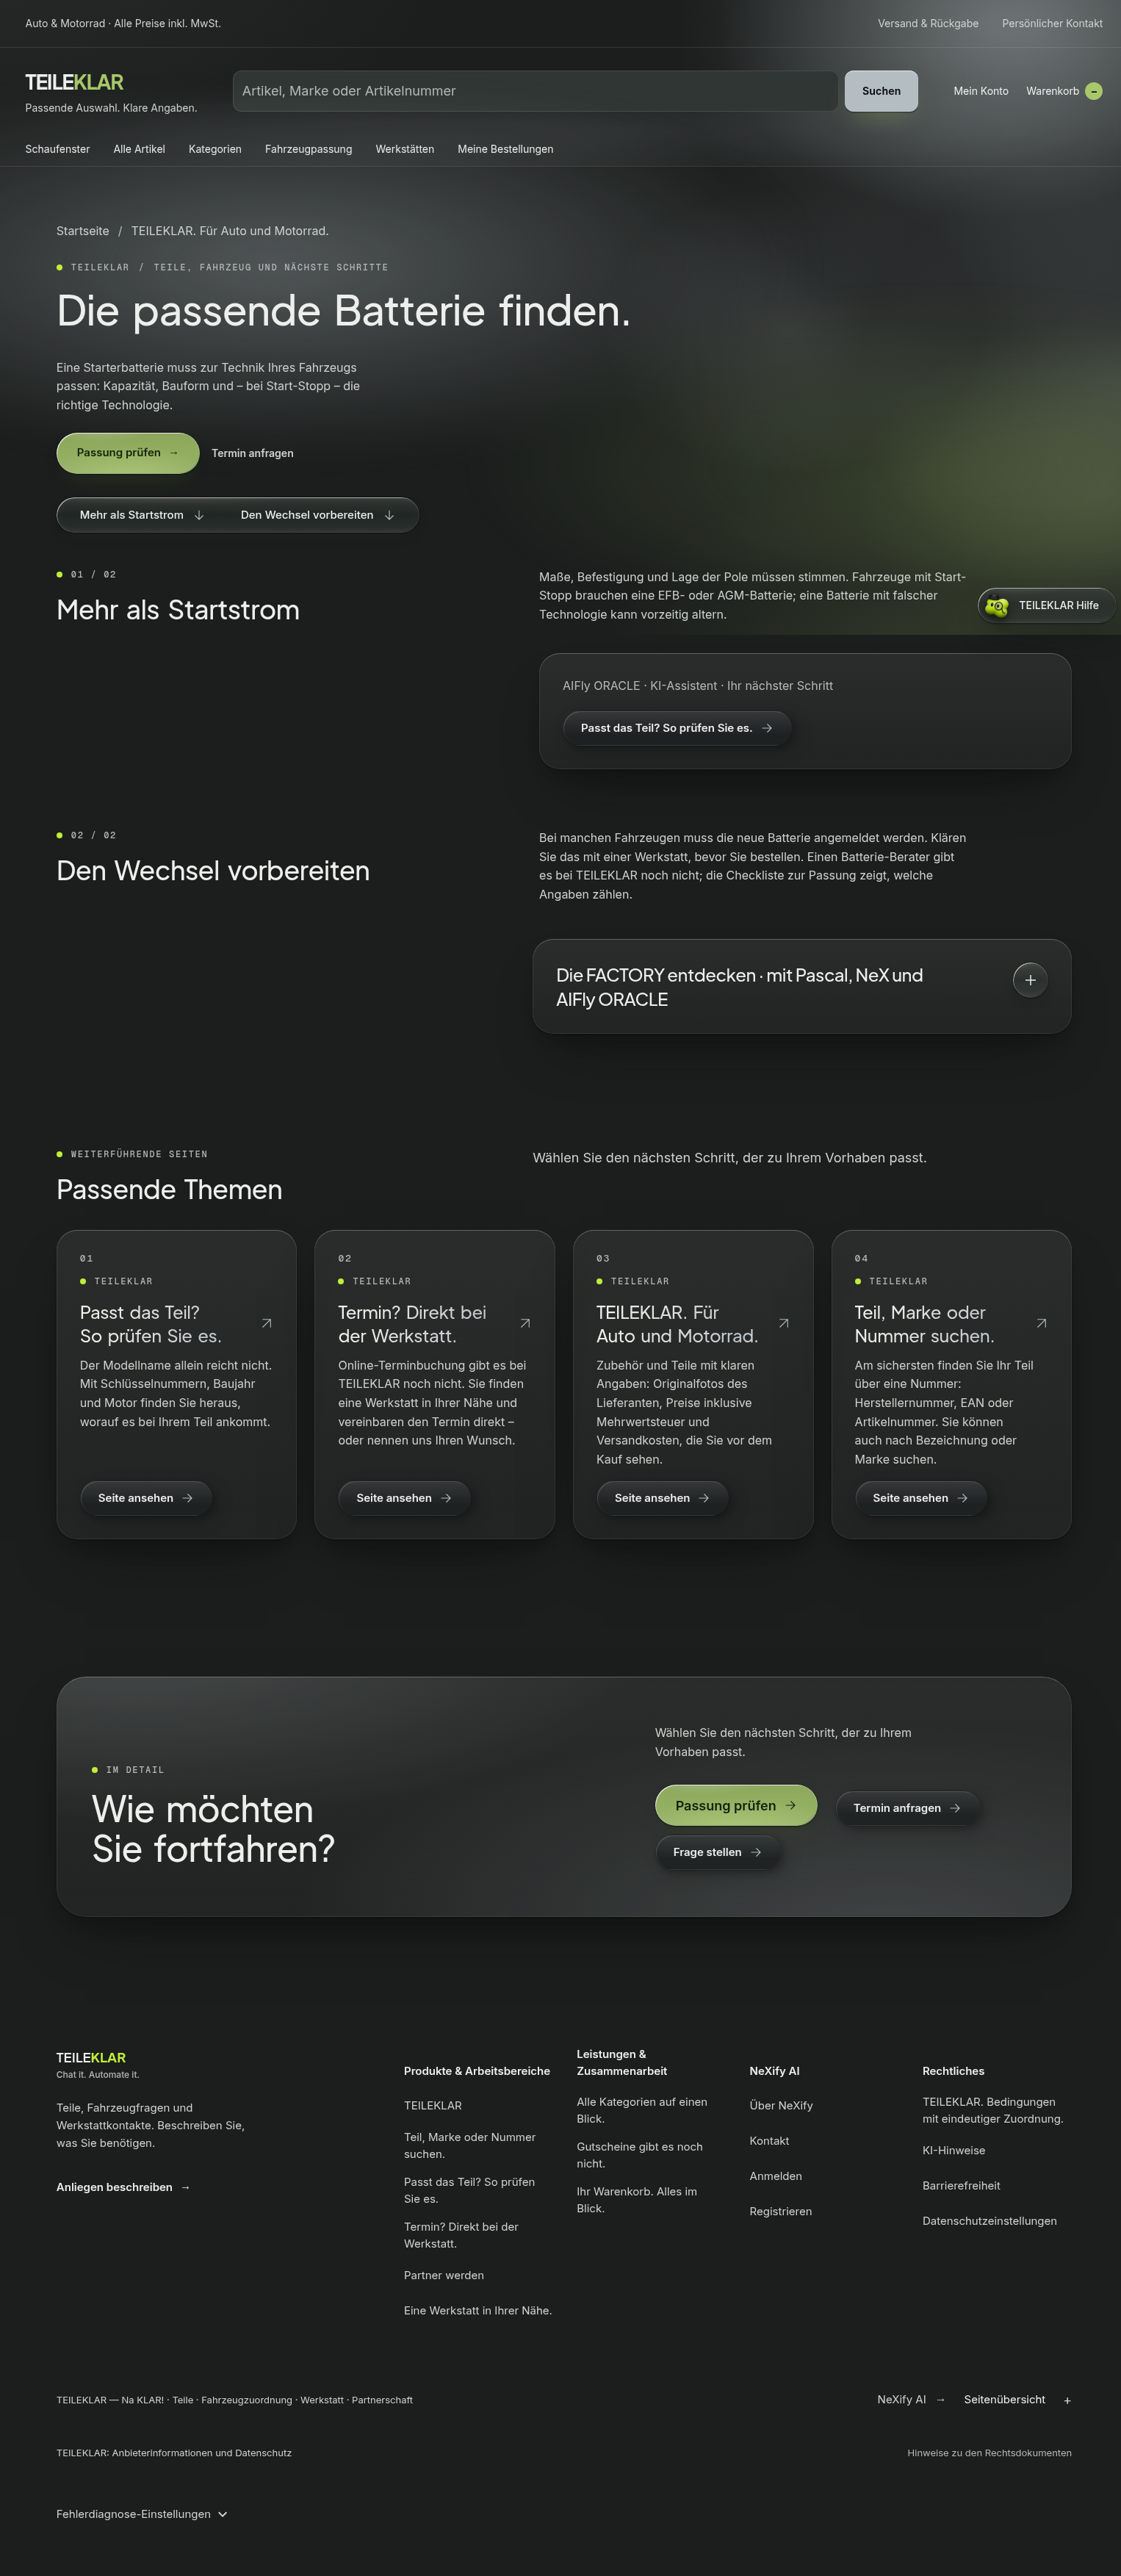 Auto & Motorrad · Alle Preise inkl. MwSt.
Versand & Rückgabe
Persönlicher Kontakt
TEILEKLAR
Passende Auswahl. Klare Angaben.
Artikel, Marke oder Artikelnummer
Suchen
Mein Konto
Warenkorb –
Schaufenster
Alle Artikel
Kategorien
Fahrzeugpassung
Werkstätten
Meine Bestellungen
Startseite / TEILEKLAR. Für Auto und Motorrad.
TEILEKLAR / TEILE, FAHRZEUG UND NÄCHSTE SCHRITTE
Die passende Batterie finden.
Eine Starterbatterie muss zur Technik Ihres Fahrzeugs
passen: Kapazität, Bauform und – bei Start-Stopp – die
richtige Technologie.
Passung prüfen →
Termin anfragen
Mehr als Startstrom ↓
Den Wechsel vorbereiten ↓
01 / 02
Mehr als Startstrom
Maße, Befestigung und Lage der Pole müssen stimmen. Fahrzeuge mit Start-
Stopp brauchen eine EFB- oder AGM-Batterie; eine Batterie mit falscher
Technologie kann vorzeitig altern.
TEILEKLAR Hilfe
AIFly ORACLE · KI-Assistent · Ihr nächster Schritt
Passt das Teil? So prüfen Sie es. →
02 / 02
Den Wechsel vorbereiten
Bei manchen Fahrzeugen muss die neue Batterie angemeldet werden. Klären
Sie das mit einer Werkstatt, bevor Sie bestellen. Einen Batterie-Berater gibt
es bei TEILEKLAR noch nicht; die Checkliste zur Passung zeigt, welche
Angaben zählen.
Die FACTORY entdecken · mit Pascal, NeX und
AIFly ORACLE
+
WEITERFÜHRENDE SEITEN
Passende Themen
Wählen Sie den nächsten Schritt, der zu Ihrem Vorhaben passt.
01
TEILEKLAR
Passt das Teil?
So prüfen Sie es.
Der Modellname allein reicht nicht.
Mit Schlüsselnummern, Baujahr
und Motor finden Sie heraus,
worauf es bei Ihrem Teil ankommt.
Seite ansehen →
02
TEILEKLAR
Termin? Direkt bei
der Werkstatt.
Online-Terminbuchung gibt es bei
TEILEKLAR noch nicht. Sie finden
eine Werkstatt in Ihrer Nähe und
vereinbaren den Termin direkt –
oder nennen uns Ihren Wunsch.
Seite ansehen →
03
TEILEKLAR
TEILEKLAR. Für
Auto und Motorrad.
Zubehör und Teile mit klaren
Angaben: Originalfotos des
Lieferanten, Preise inklusive
Mehrwertsteuer und
Versandkosten, die Sie vor dem
Kauf sehen.
Seite ansehen →
04
TEILEKLAR
Teil, Marke oder
Nummer suchen.
Am sichersten finden Sie Ihr Teil
über eine Nummer:
Herstellernummer, EAN oder
Artikelnummer. Sie können
auch nach Bezeichnung oder
Marke suchen.
Seite ansehen →
IM DETAIL
Wie möchten
Sie fortfahren?
Wählen Sie den nächsten Schritt, der zu Ihrem
Vorhaben passt.
Passung prüfen →
Termin anfragen →
Frage stellen →
TEILEKLAR
Chat it. Automate it.
Teile, Fahrzeugfragen und
Werkstattkontakte. Beschreiben Sie,
was Sie benötigen.
Anliegen beschreiben →
Produkte & Arbeitsbereiche
TEILEKLAR
Teil, Marke oder Nummer
suchen.
Passt das Teil? So prüfen
Sie es.
Termin? Direkt bei der
Werkstatt.
Partner werden
Eine Werkstatt in Ihrer Nähe.
Leistungen &
Zusammenarbeit
Alle Kategorien auf einen
Blick.
Gutscheine gibt es noch
nicht.
Ihr Warenkorb. Alles im
Blick.
NeXify AI
Über NeXify
Kontakt
Anmelden
Registrieren
Rechtliches
TEILEKLAR. Bedingungen
mit eindeutiger Zuordnung.
KI-Hinweise
Barrierefreiheit
Datenschutzeinstellungen
TEILEKLAR — Na KLAR! · Teile · Fahrzeugzuordnung · Werkstatt · Partnerschaft
NeXify AI →
Seitenübersicht +
TEILEKLAR: Anbieterinformationen und Datenschutz
Hinweise zu den Rechtsdokumenten
Fehlerdiagnose-Einstellungen